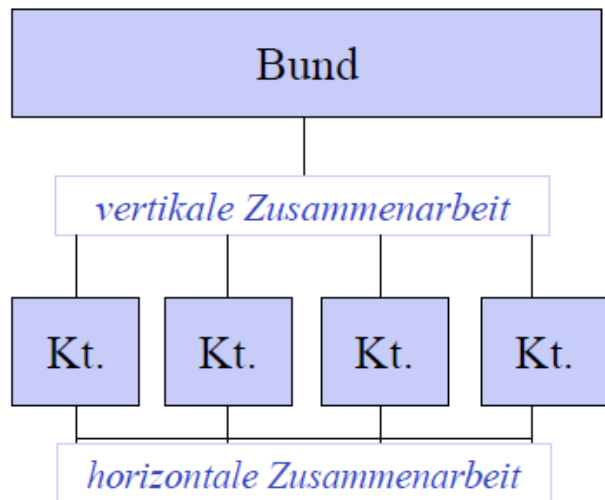 Bund
vertikale Zusammenarbeit
Kt. Kt. Kt. Kt.
horizontale Zusammenarbeit